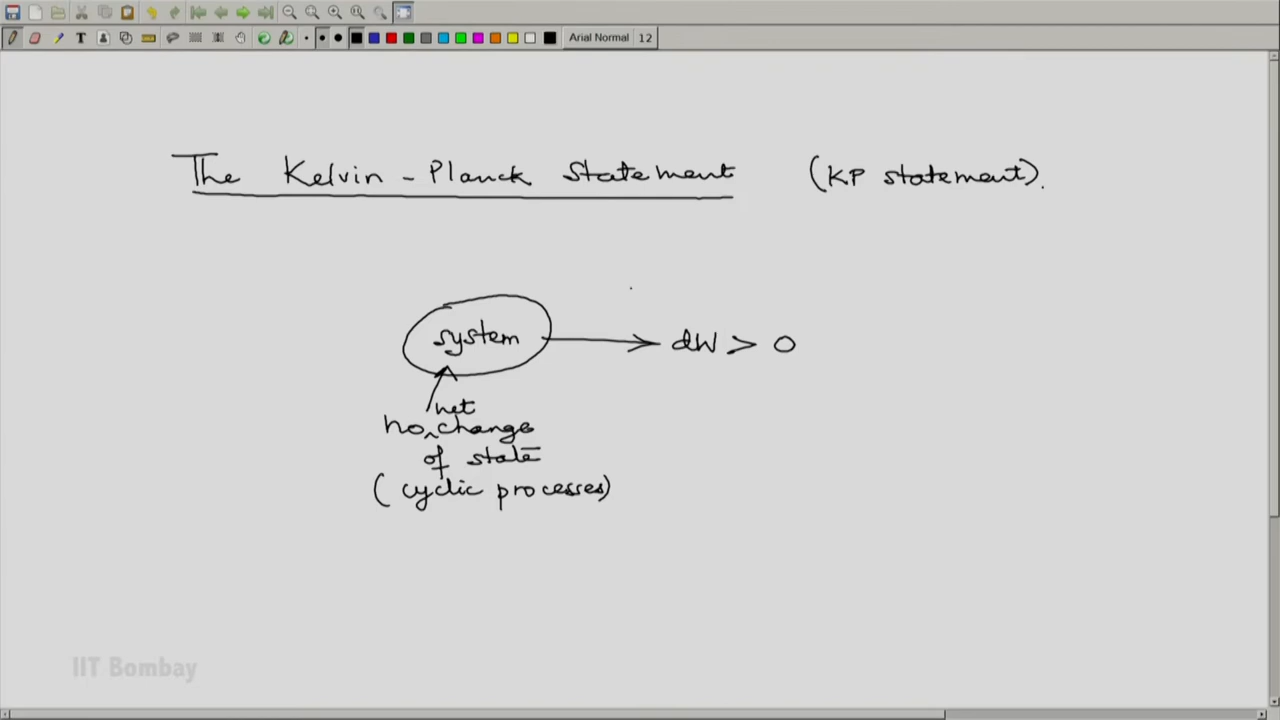 Arial Normal 12
The Kelvin - Planck Statement (KP statement).
system → dW > 0
net
no change
of state
(cyclic processes)
IIT Bombay